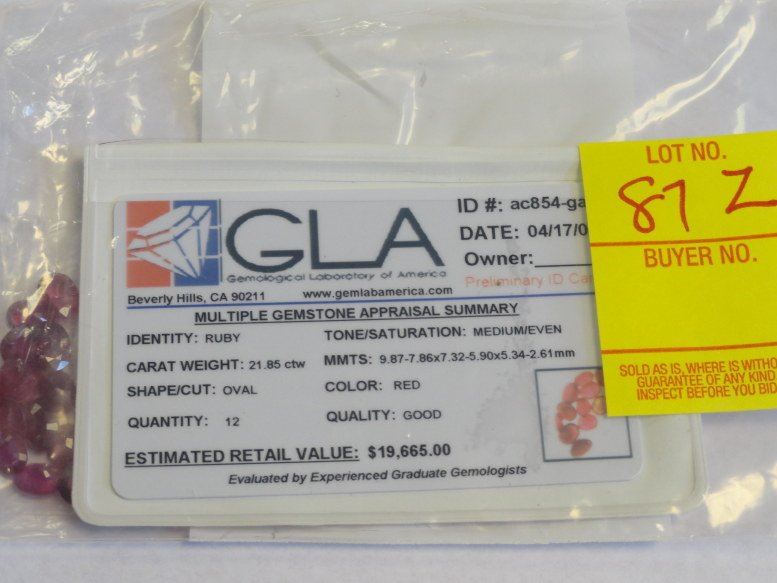 GLA
Gemological Laboratory of America
Beverly Hills, CA 90211 www.gemlabamerica.com
ID #: ac854-ga
DATE: 04/17/0
Owner:
Preliminary ID
MULTIPLE GEMSTONE APPRAISAL SUMMARY
IDENTITY: RUBY TONE/SATURATION: MEDIUM/EVEN
CARAT WEIGHT: 21.85 ctw MMTS: 9.87-7.86x7.32-5.90x5.34-2.61mm
SHAPE/CUT: OVAL COLOR: RED
QUANTITY: 12 QUALITY: GOOD
ESTIMATED RETAIL VALUE: $19,665.00
Evaluated by Experienced Graduate Gemologists
LOT NO.
87 Z
BUYER NO.
SOLD AS IS, WHERE IS WITHO
GUARANTEE OF ANY KIND
INSPECT BEFORE YOU BID